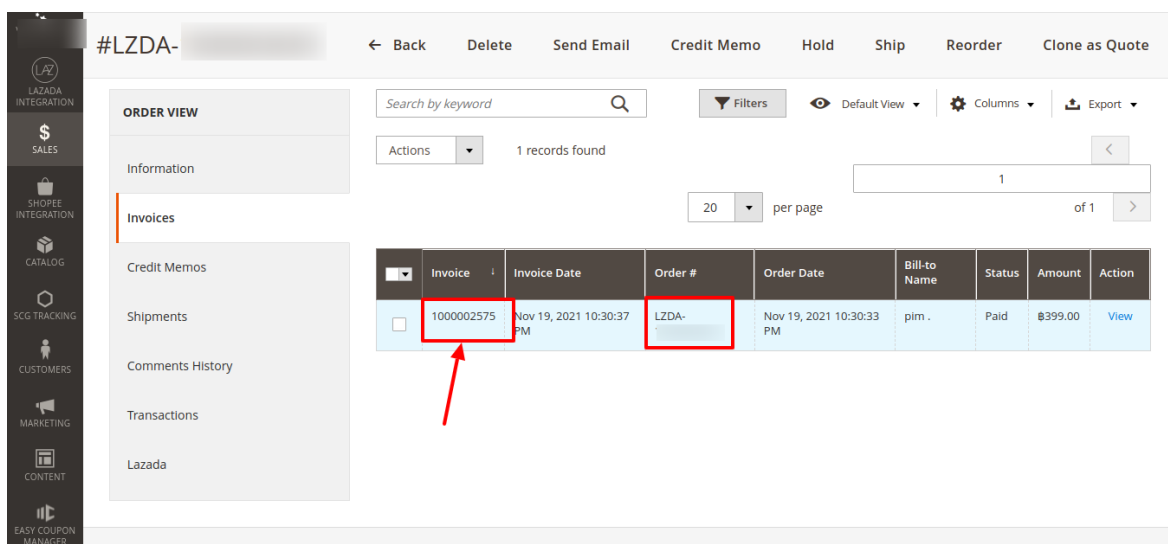 #LZDA-
← Back Delete Send Email Credit Memo Hold Ship Reorder Clone as Quote
LAZ
LAZADA
INTEGRATION
$
SALES
SHOPEE
INTEGRATION
CATALOG
SCG TRACKING
CUSTOMERS
MARKETING
CONTENT
EASY COUPON
MANAGER
ORDER VIEW
Information
Invoices
Credit Memos
Shipments
Comments History
Transactions
Lazada
Search by keyword
Filters Default View Columns Export
Actions 1 records found
1
20 per page of 1
Invoice ↓ Invoice Date Order # Order Date Bill-to Name Status Amount Action
1000002575 Nov 19, 2021 10:30:37 PM LZDA- Nov 19, 2021 10:30:33 PM pim . Paid ฿399.00 View